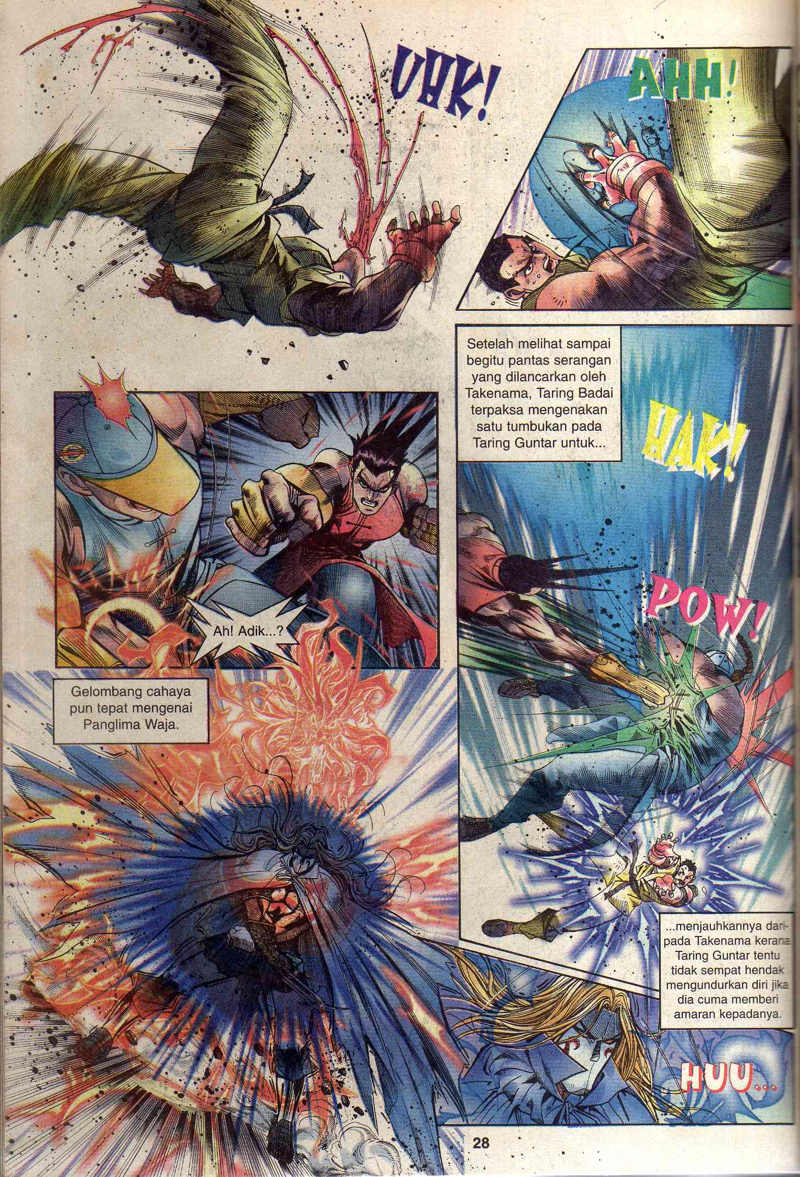 UHK!
AHH!
Setelah melihat sampai
begitu pantas serangan
yang dilancarkan oleh
Takenama, Taring Badai
terpaksa mengenakan
satu tumbukan pada
Taring Guntar untuk...
HAK!
POW!
Ah! Adik...?
Gelombang cahaya
pun tepat mengenai
Panglima Waja.
...menjauhkannya dari-
pada Takenama kerana
Taring Guntar tentu
tidak sempat hendak
mengundurkan diri jika
dia cuma memberi
amaran kepadanya.
HUU...
28